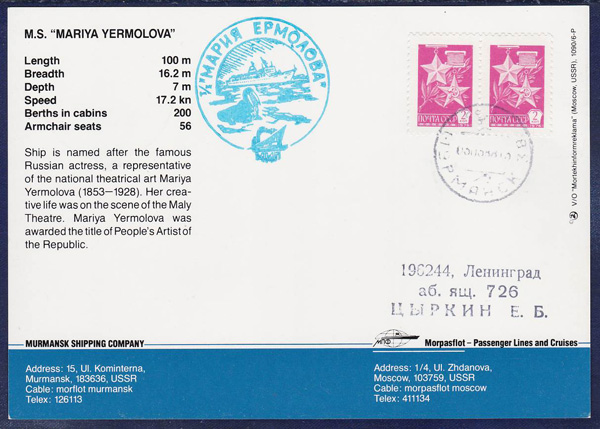 M.S. “MARIYA YERMOLOVA”
Length 100 m
Breadth 16.2 m
Depth 7 m
Speed 17.2 kn
Berths in cabins 200
Armchair seats 56
Ship is named after the famous
Russian actress, a representative
of the national theatrical art Mariya
Yermolova (1853–1928). Her crea-
tive life was on the scene of the Maly
Theatre. Mariya Yermolova was
awarded the title of People's Artist of
the Republic.
Т/Х "МАРИЯ ЕРМОЛОВА"
ПОЧТА СССР 2
ПОЧТА СССР 2
МУРМАНСК
V/O “Mortekhinformreklama” (Moscow, USSR), 1090/6-P
196244, Ленинград
аб. ящ. 726
ЦЫРКИН Е. Б.
MURMANSK SHIPPING COMPANY
МПФ
Morpasflot – Passenger Lines and Cruises
Address: 15, Ul. Kominterna,
Murmansk, 183636, USSR
Cable: morflot murmansk
Telex: 126113
Address: 1/4, Ul. Zhdanova,
Moscow, 103759, USSR
Cable: morpasflot moscow
Telex: 411134